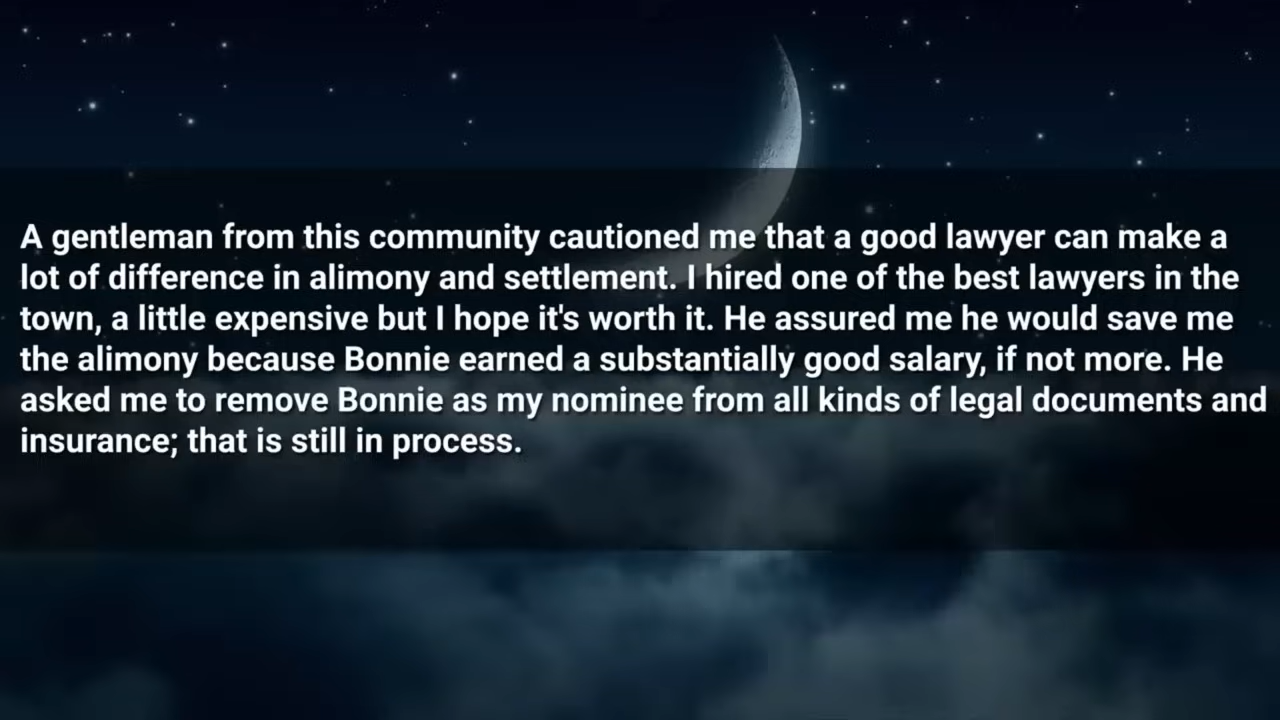 A gentleman from this community cautioned me that a good lawyer can make a
lot of difference in alimony and settlement. I hired one of the best lawyers in the
town, a little expensive but I hope it's worth it. He assured me he would save me
the alimony because Bonnie earned a substantially good salary, if not more. He
asked me to remove Bonnie as my nominee from all kinds of legal documents and
insurance; that is still in process.